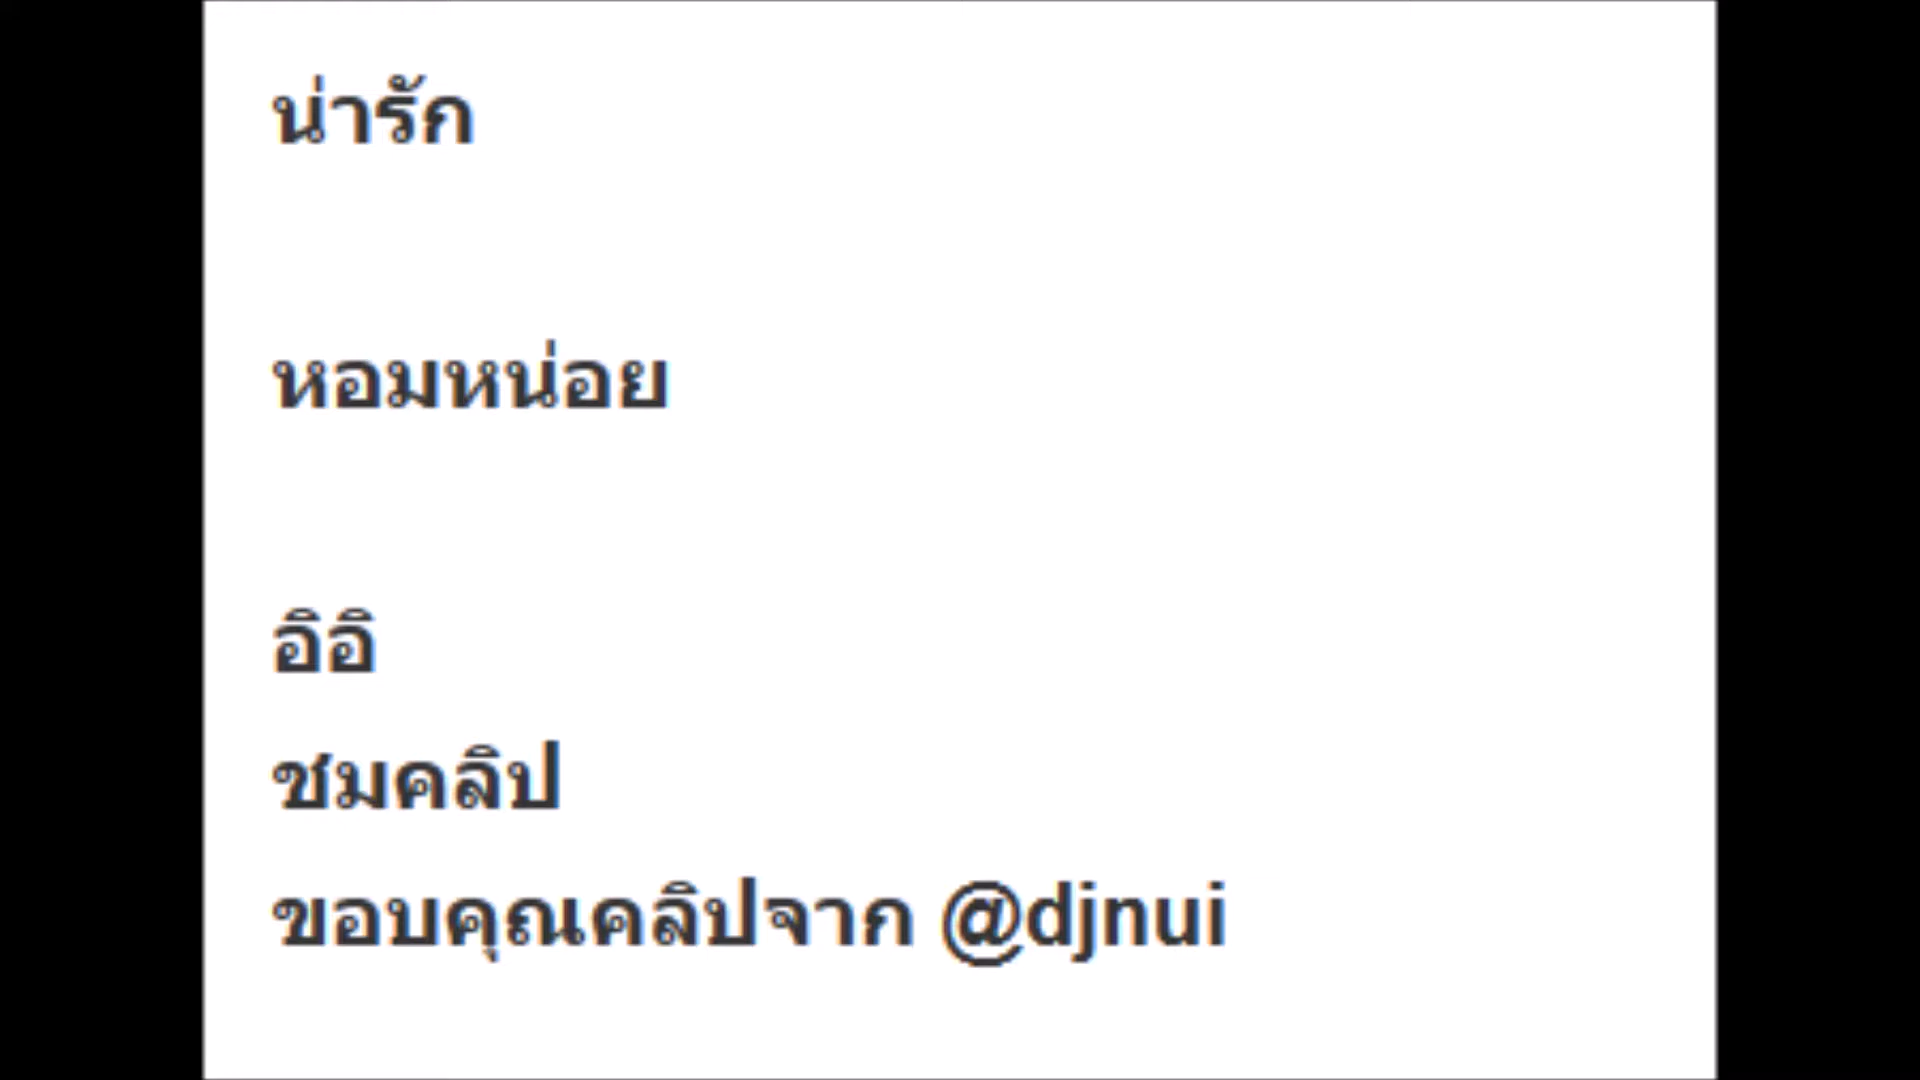 น่ารัก
หอมหน่อย
อิอิ
ชมคลิป
ขอบคุณคลิปจาก @djnui